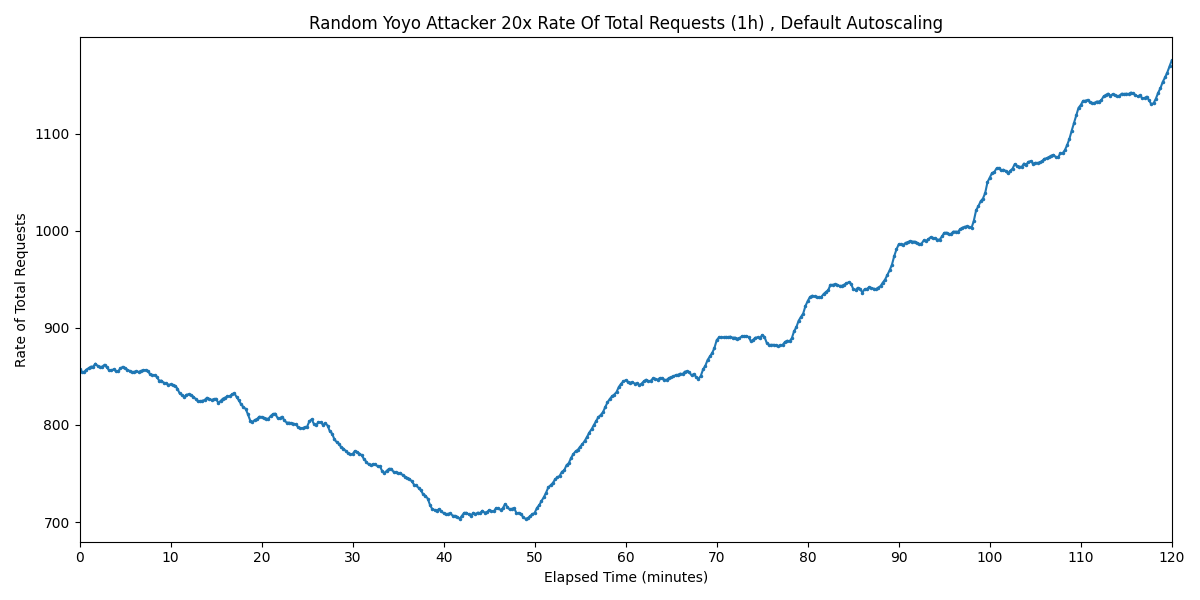 Random Yoyo Attacker 20x Rate Of Total Requests (1h) , Default Autoscaling
Rate of Total Requests
1100
1000
900
800
700
0 10 20 30 40 50 60 70 80 90 100 110 120
Elapsed Time (minutes)